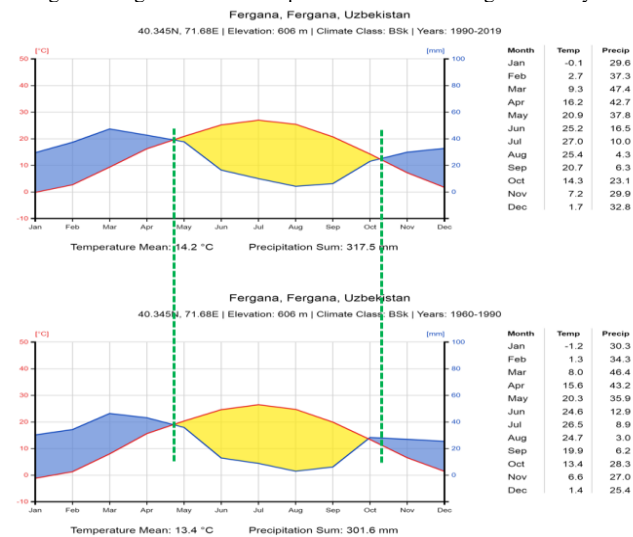 Fergana, Fergana, Uzbekistan
40.345N, 71.68E | Elevation: 606 m | Climate Class: BSk | Years: 1990-2019
[°C] [mm]
50 100
40 80
30 60
20 40
10 20
0 0
-10
Jan Feb Mar Apr May Jun Jul Aug Sep Oct Nov Dec
Temperature Mean: 14.2 °C Precipitation Sum: 317.5 mm
Month Temp Precip
Jan -0.1 29.6
Feb 2.7 37.3
Mar 9.3 47.4
Apr 16.2 42.7
May 20.9 37.8
Jun 25.2 16.5
Jul 27.0 10.0
Aug 25.4 4.3
Sep 20.7 6.3
Oct 14.3 23.1
Nov 7.2 29.9
Dec 1.7 32.8
Fergana, Fergana, Uzbekistan
40.345N, 71.68E | Elevation: 606 m | Climate Class: BSk | Years: 1960-1990
[°C] [mm]
50 100
40 80
30 60
20 40
10 20
0 0
-10
Jan Feb Mar Apr May Jun Jul Aug Sep Oct Nov Dec
Temperature Mean: 13.4 °C Precipitation Sum: 301.6 mm
Month Temp Precip
Jan -1.2 30.3
Feb 1.3 34.3
Mar 8.0 46.4
Apr 15.6 43.2
May 20.3 35.9
Jun 24.6 12.9
Jul 26.5 8.9
Aug 24.7 3.0
Sep 19.9 6.2
Oct 13.4 28.3
Nov 6.6 27.0
Dec 1.4 25.4